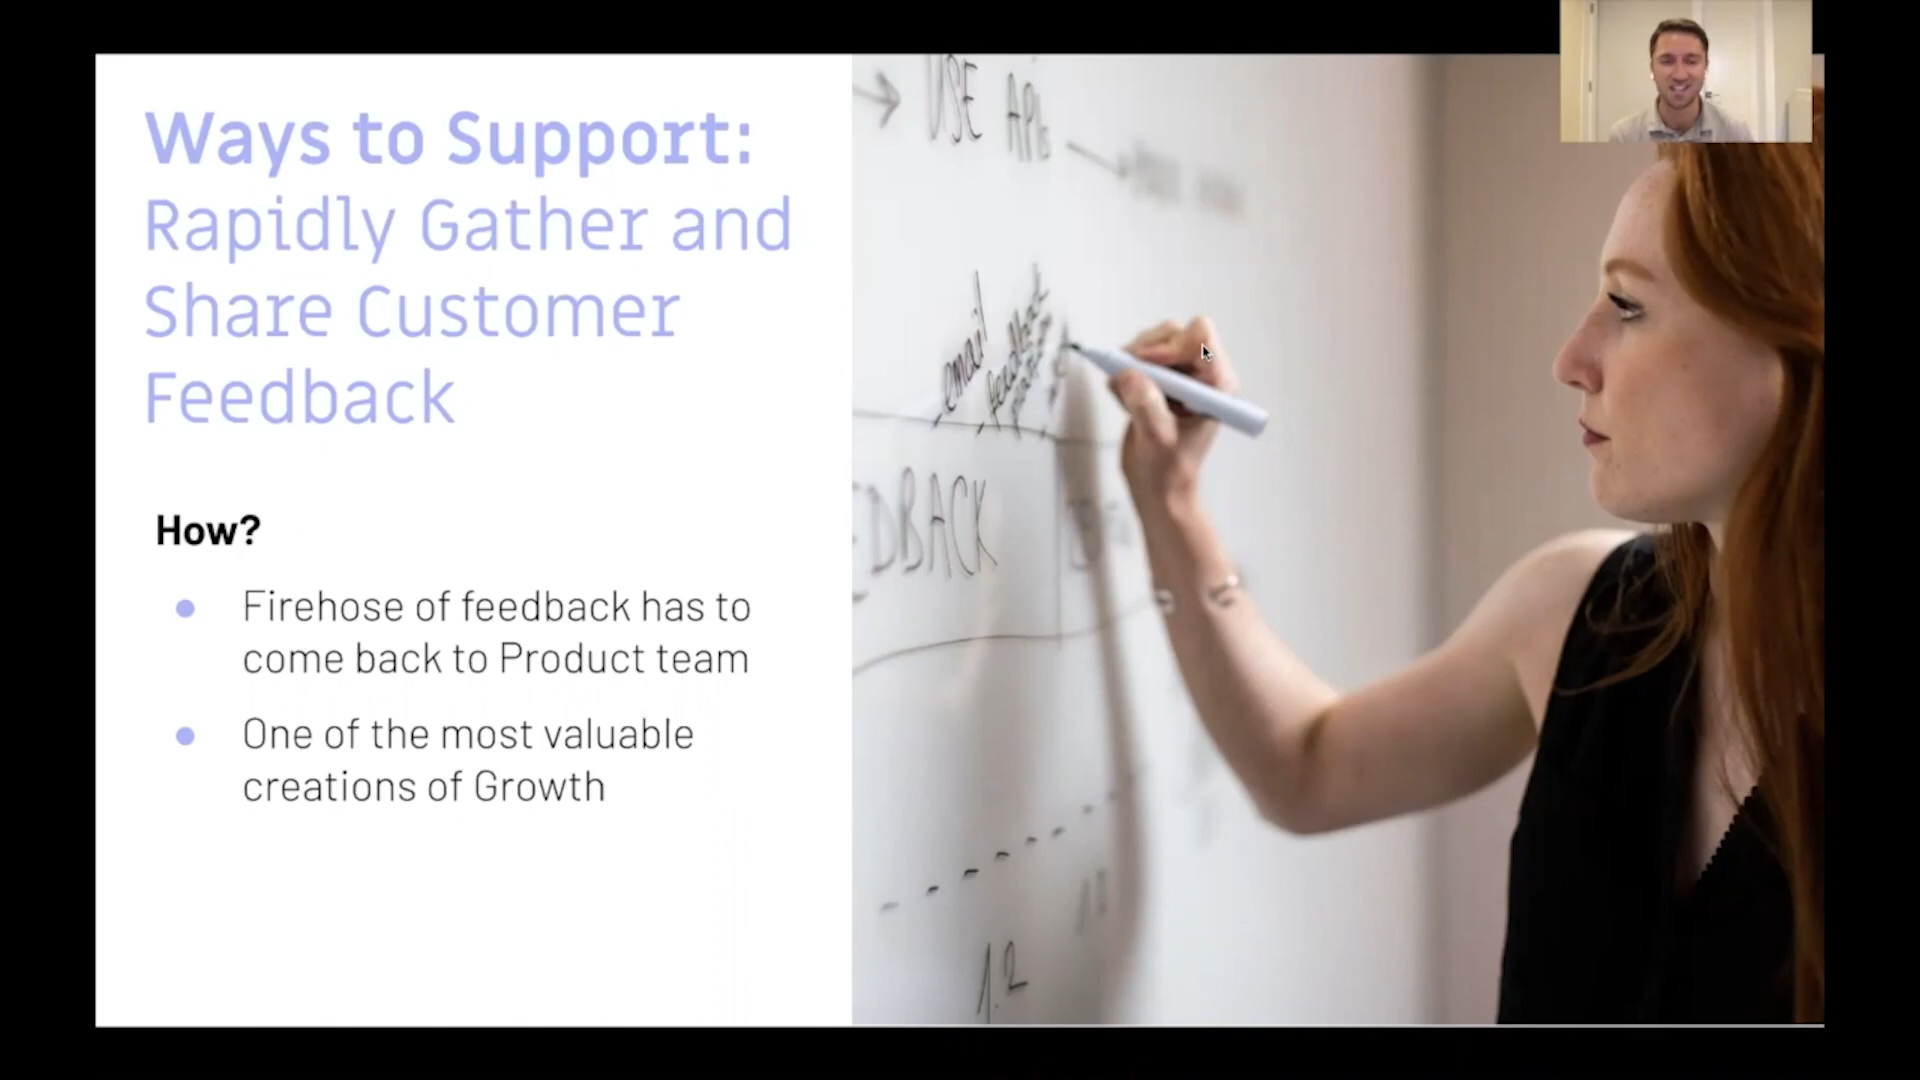 Ways to Support:
Rapidly Gather and
Share Customer
Feedback
How?
Firehose of feedback has to
come back to Product team
One of the most valuable
creations of Growth
USE APIs
email
feedback
EDBACK
1.2